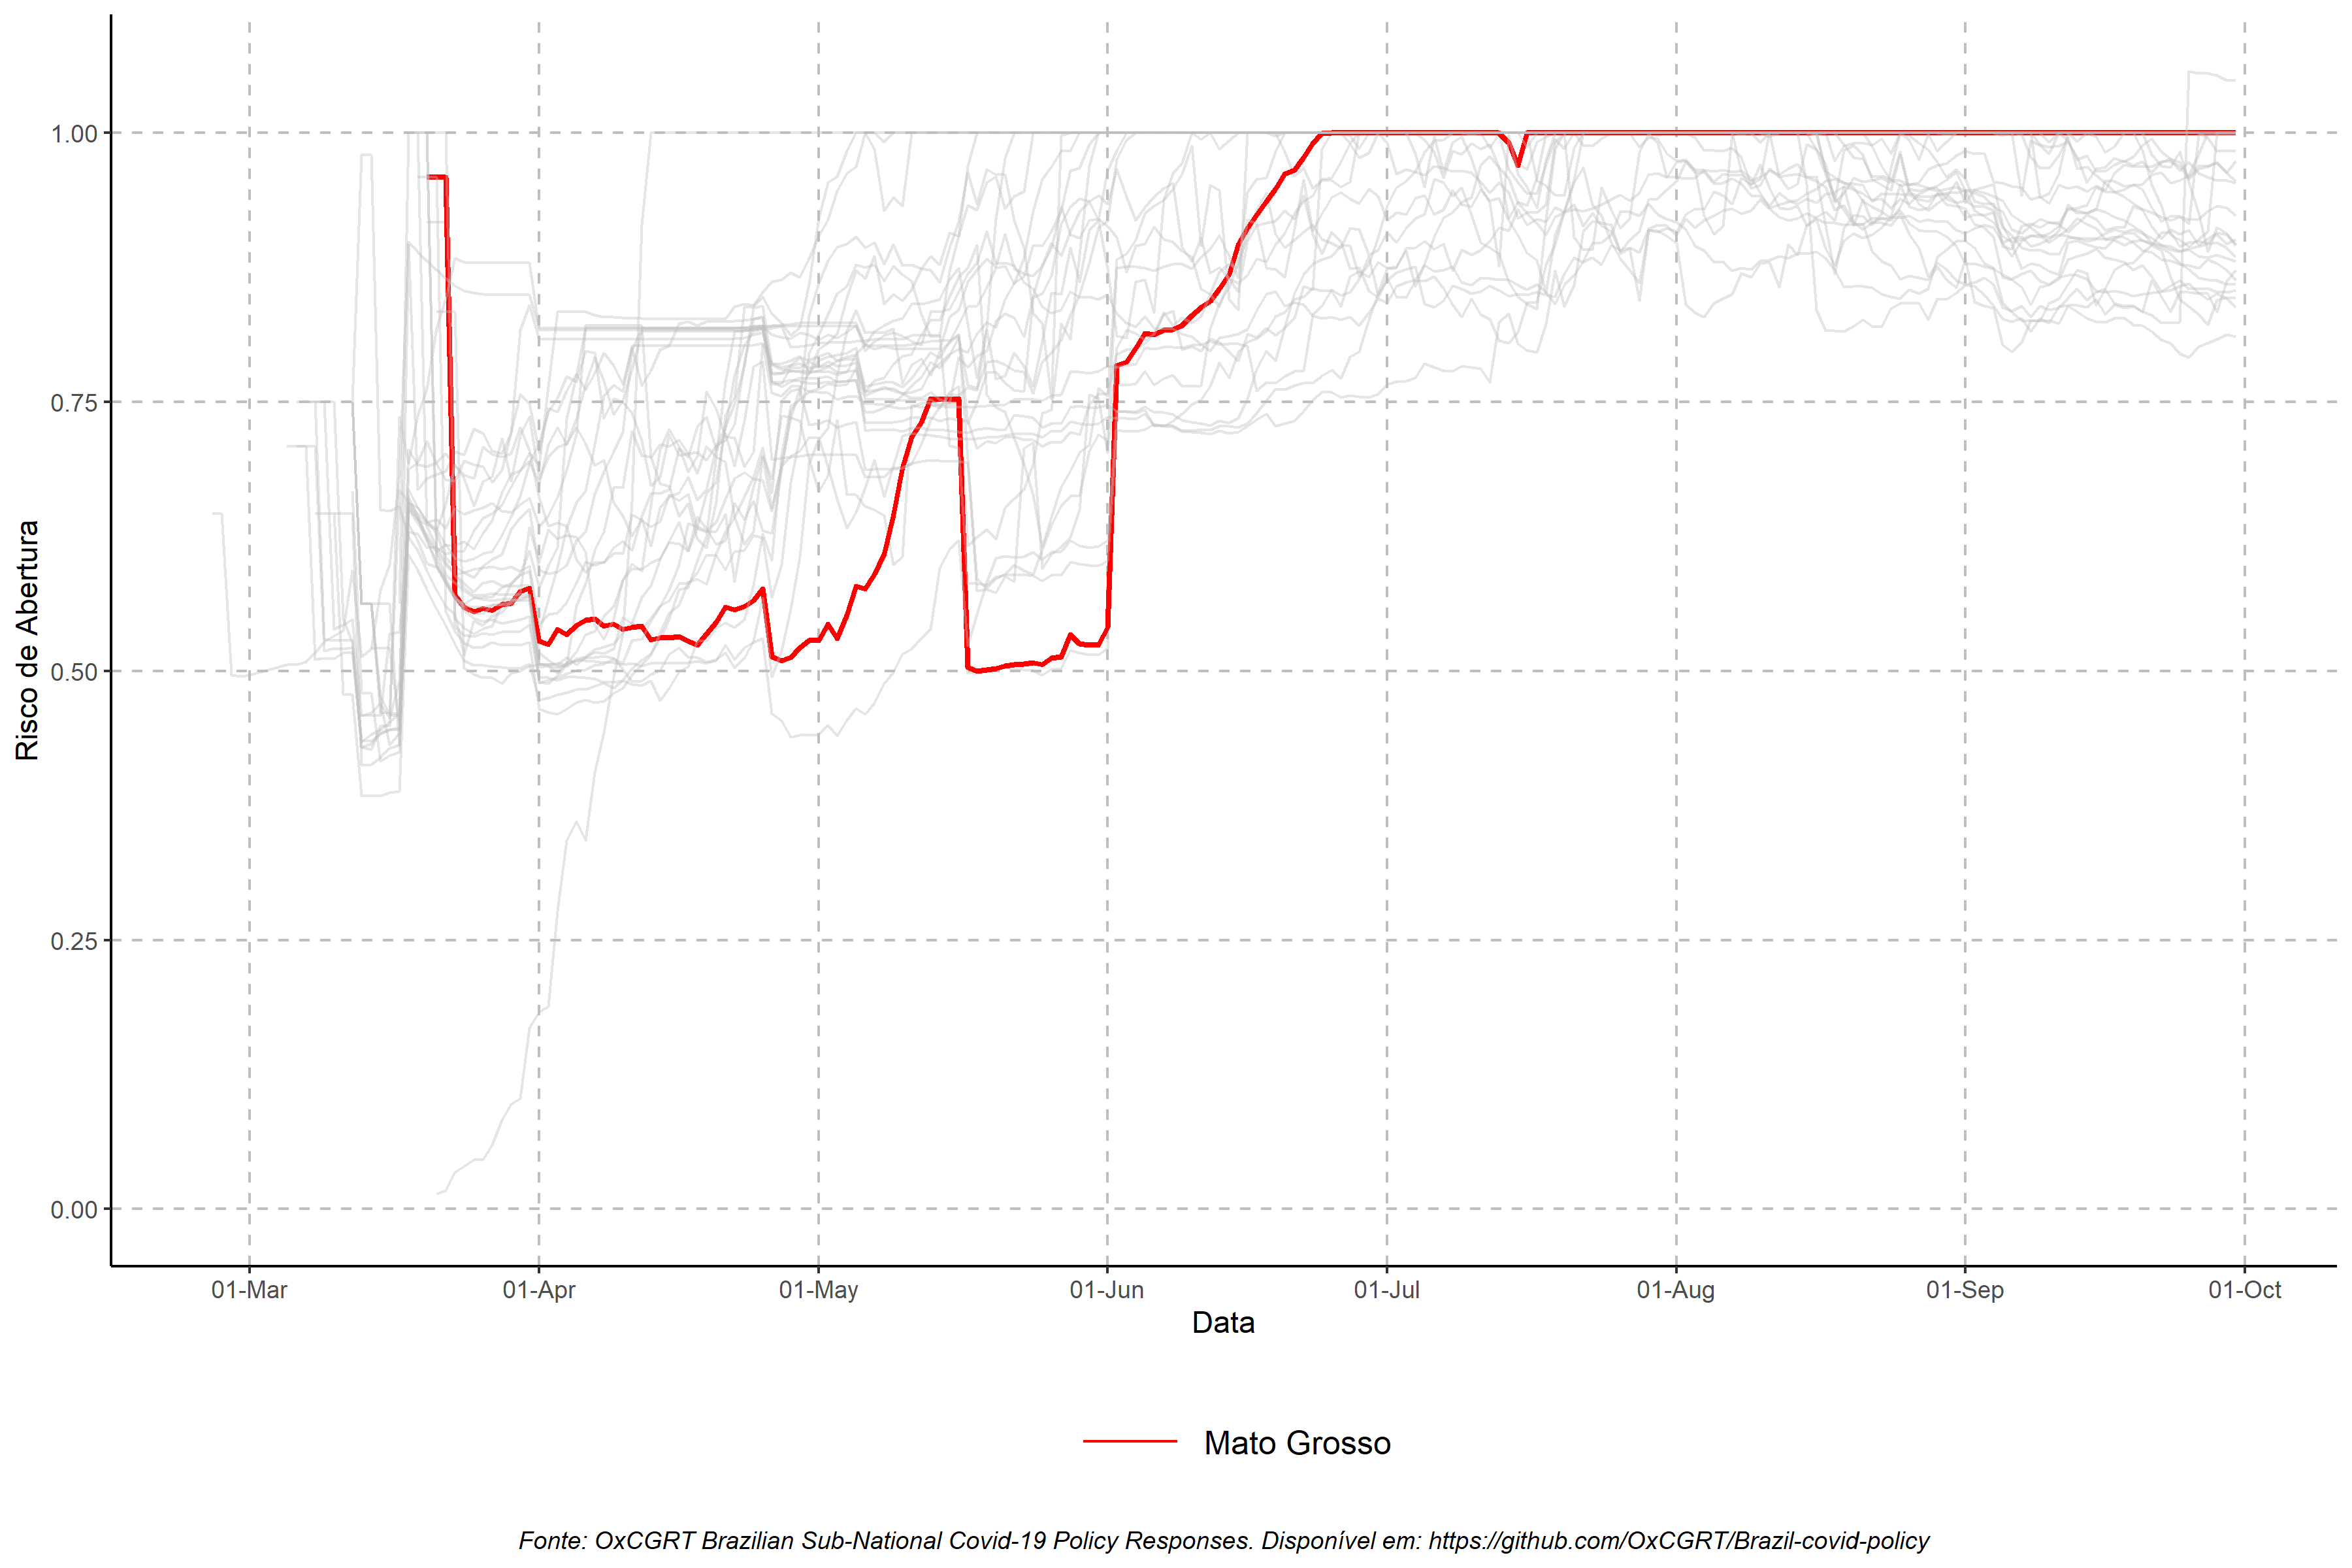 1.00
0.75
0.50
0.25
0.00
Risco de Abertura
01-Mar 01-Apr 01-May 01-Jun 01-Jul 01-Aug 01-Sep 01-Oct
Data
Mato Grosso
Fonte: OxCGRT Brazilian Sub-National Covid-19 Policy Responses. Disponível em: https://github.com/OxCGRT/Brazil-covid-policy